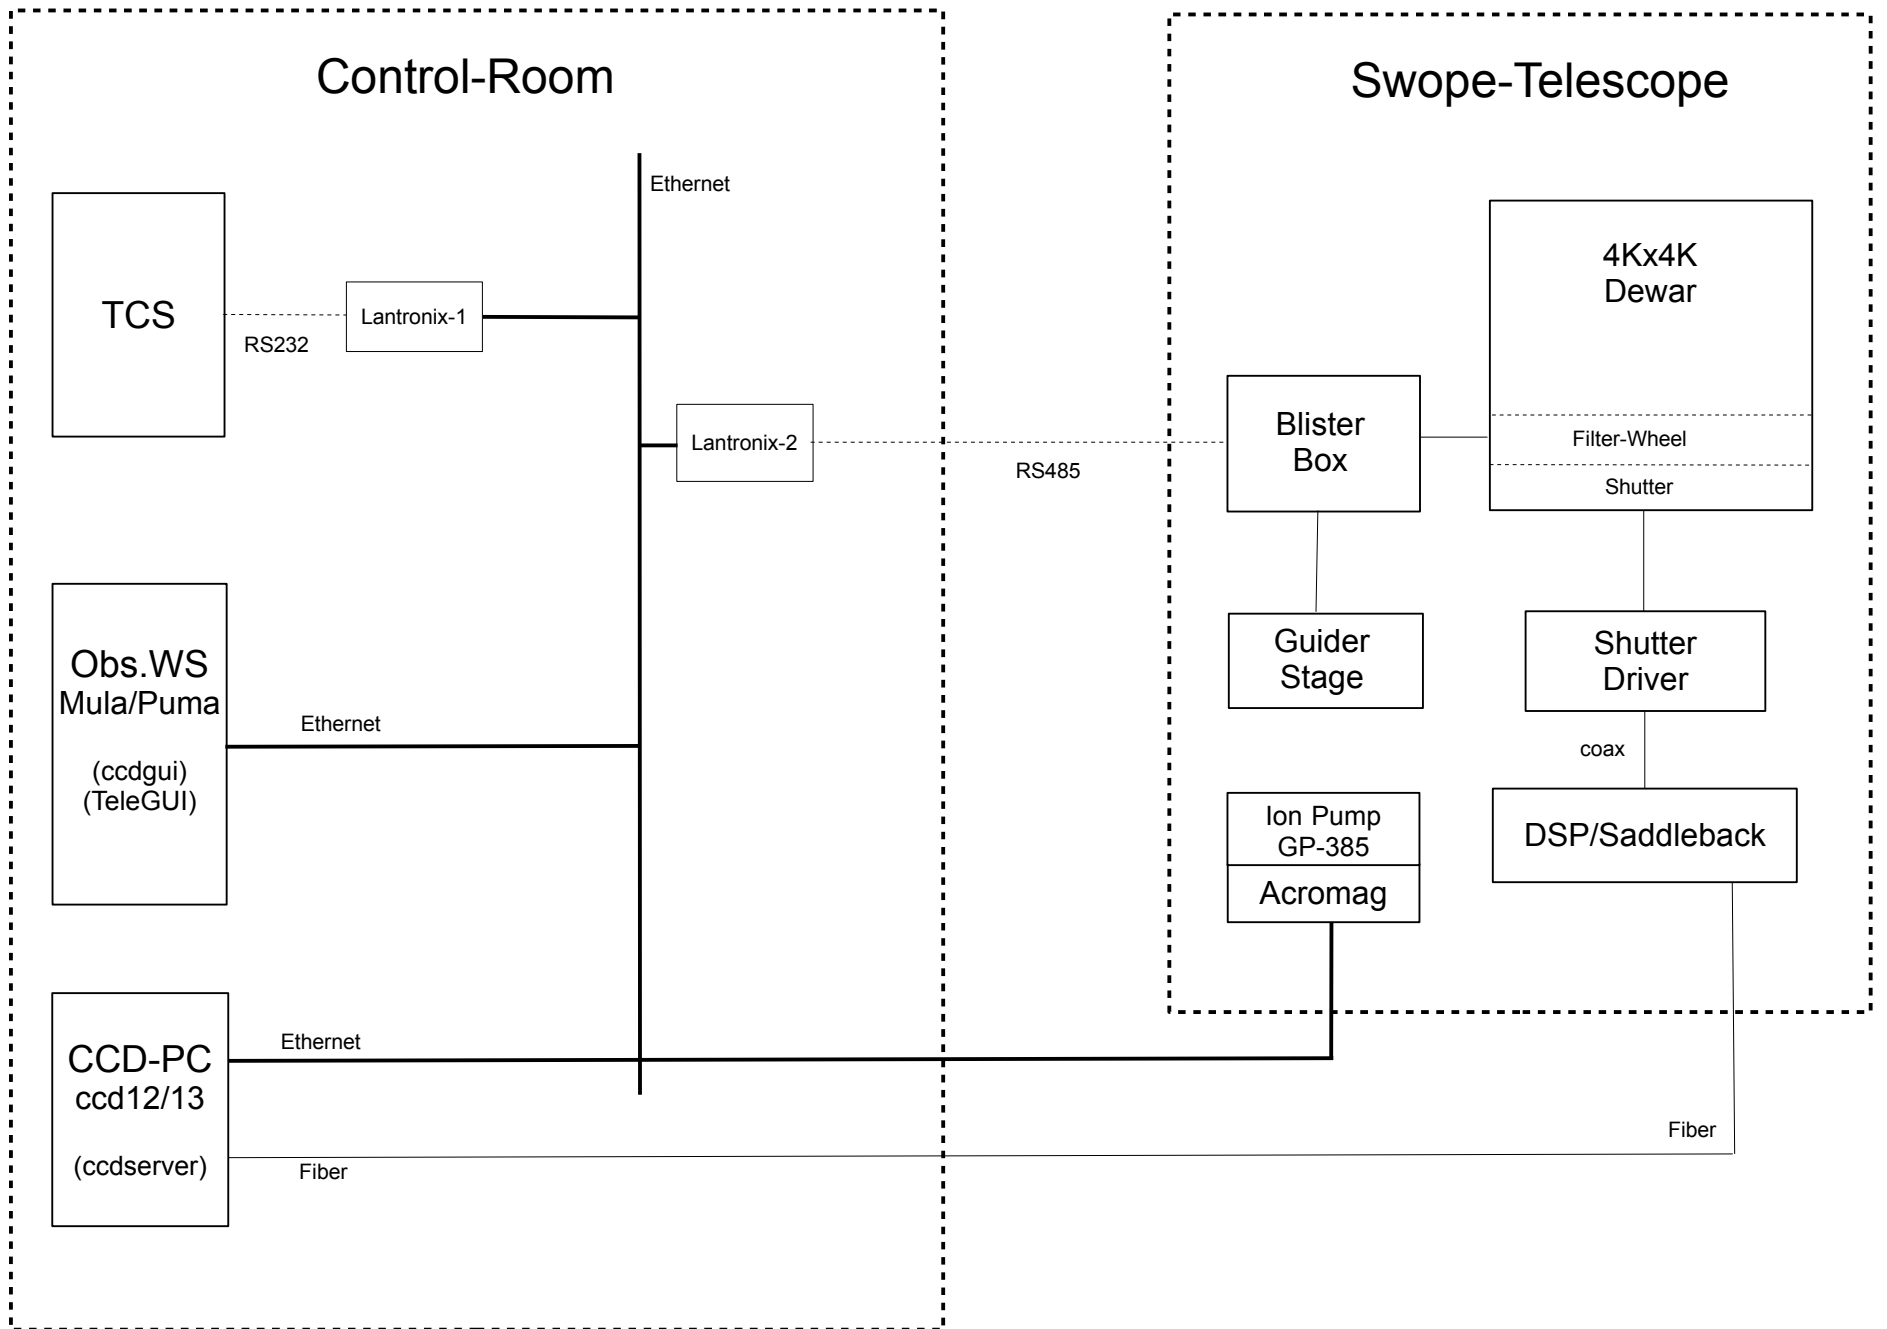 Control-Room
Swope-Telescope
Ethernet
TCS
RS232
Lantronix-1
Lantronix-2
RS485
4Kx4K
Dewar
Filter-Wheel
Shutter
Blister
Box
Guider
Stage
Shutter
Driver
coax
Obs.WS
Mula/Puma
(ccdgui)
(TeleGUI)
Ethernet
Ion Pump
GP-385
Acromag
DSP/Saddleback
CCD-PC
ccd12/13
(ccdserver)
Ethernet
Fiber
Fiber